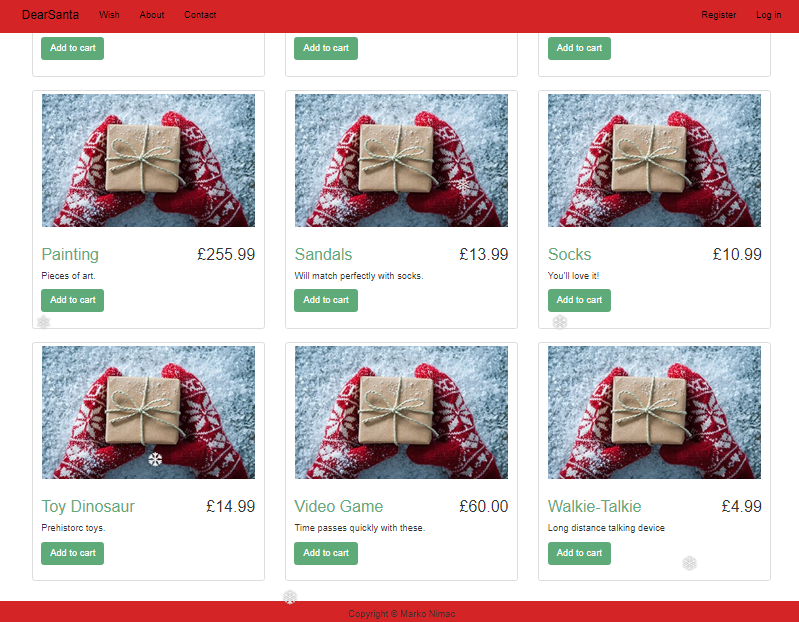 DearSanta Wish About Contact Register Log in
Add to cart Add to cart Add to cart
Painting £255.99
Pieces of art.
Add to cart
Sandals £13.99
Will match perfectly with socks.
Add to cart
Socks £10.99
You'll love it!
Add to cart
Toy Dinosaur £14.99
Prehistorc toys.
Add to cart
Video Game £60.00
Time passes quickly with these.
Add to cart
Walkie-Talkie £4.99
Long distance talking device
Add to cart
Copyright © Marko Nimac